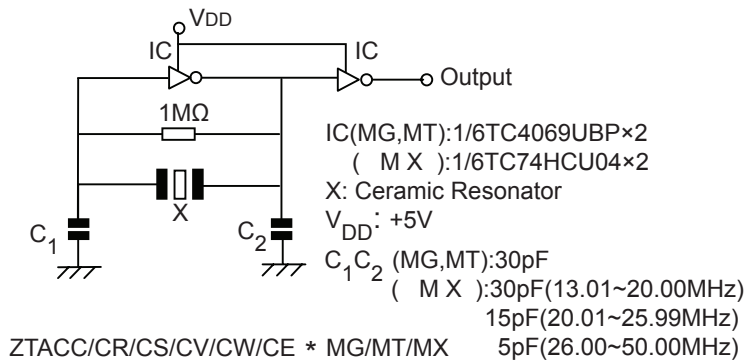 VDD
IC
IC
Output
1MΩ
X
C1
C2
IC(MG,MT):1/6TC4069UBP×2
( M X ):1/6TC74HCU04×2
X: Ceramic Resonator
VDD: +5V
C1C2 (MG,MT):30pF
( M X ):30pF(13.01~20.00MHz)
15pF(20.01~25.99MHz)
5pF(26.00~50.00MHz)
ZTACC/CR/CS/CV/CW/CE * MG/MT/MX